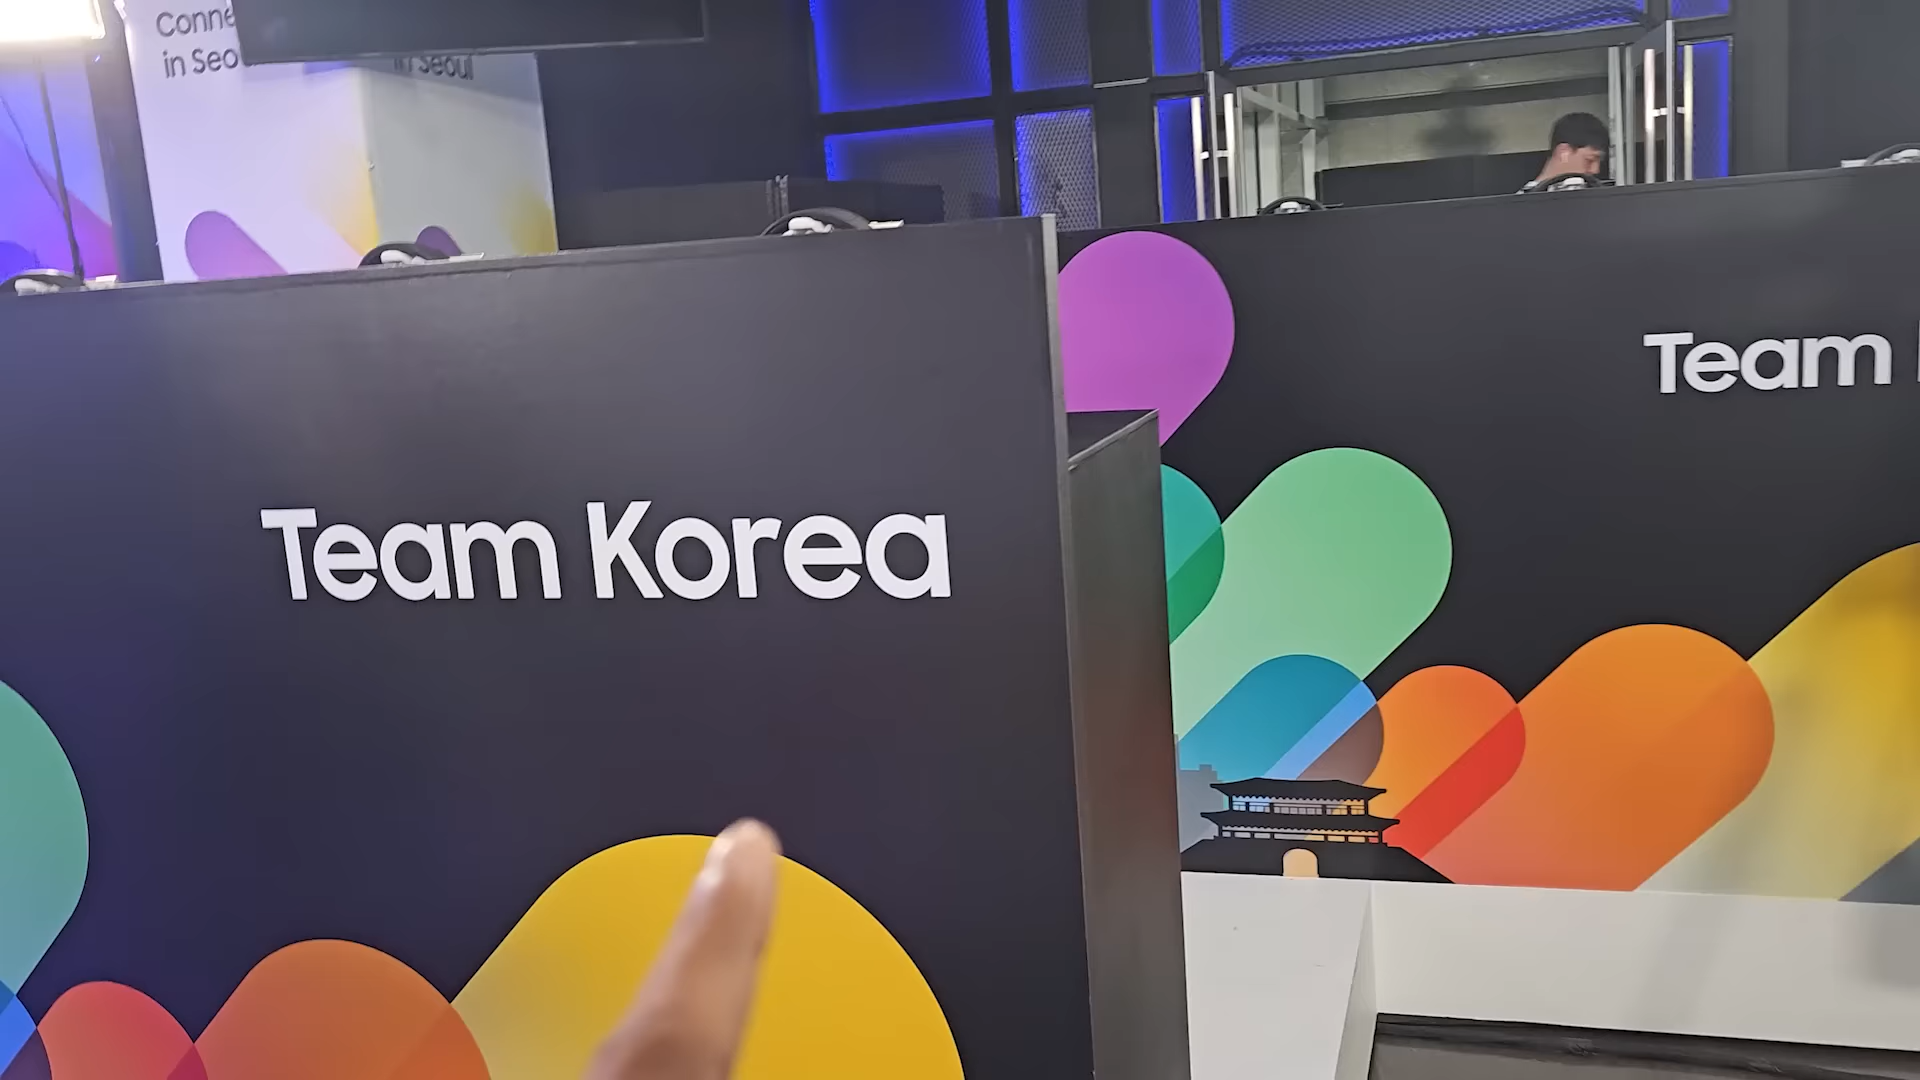 Conne
in Seo
in Seoul
Team Korea
Team